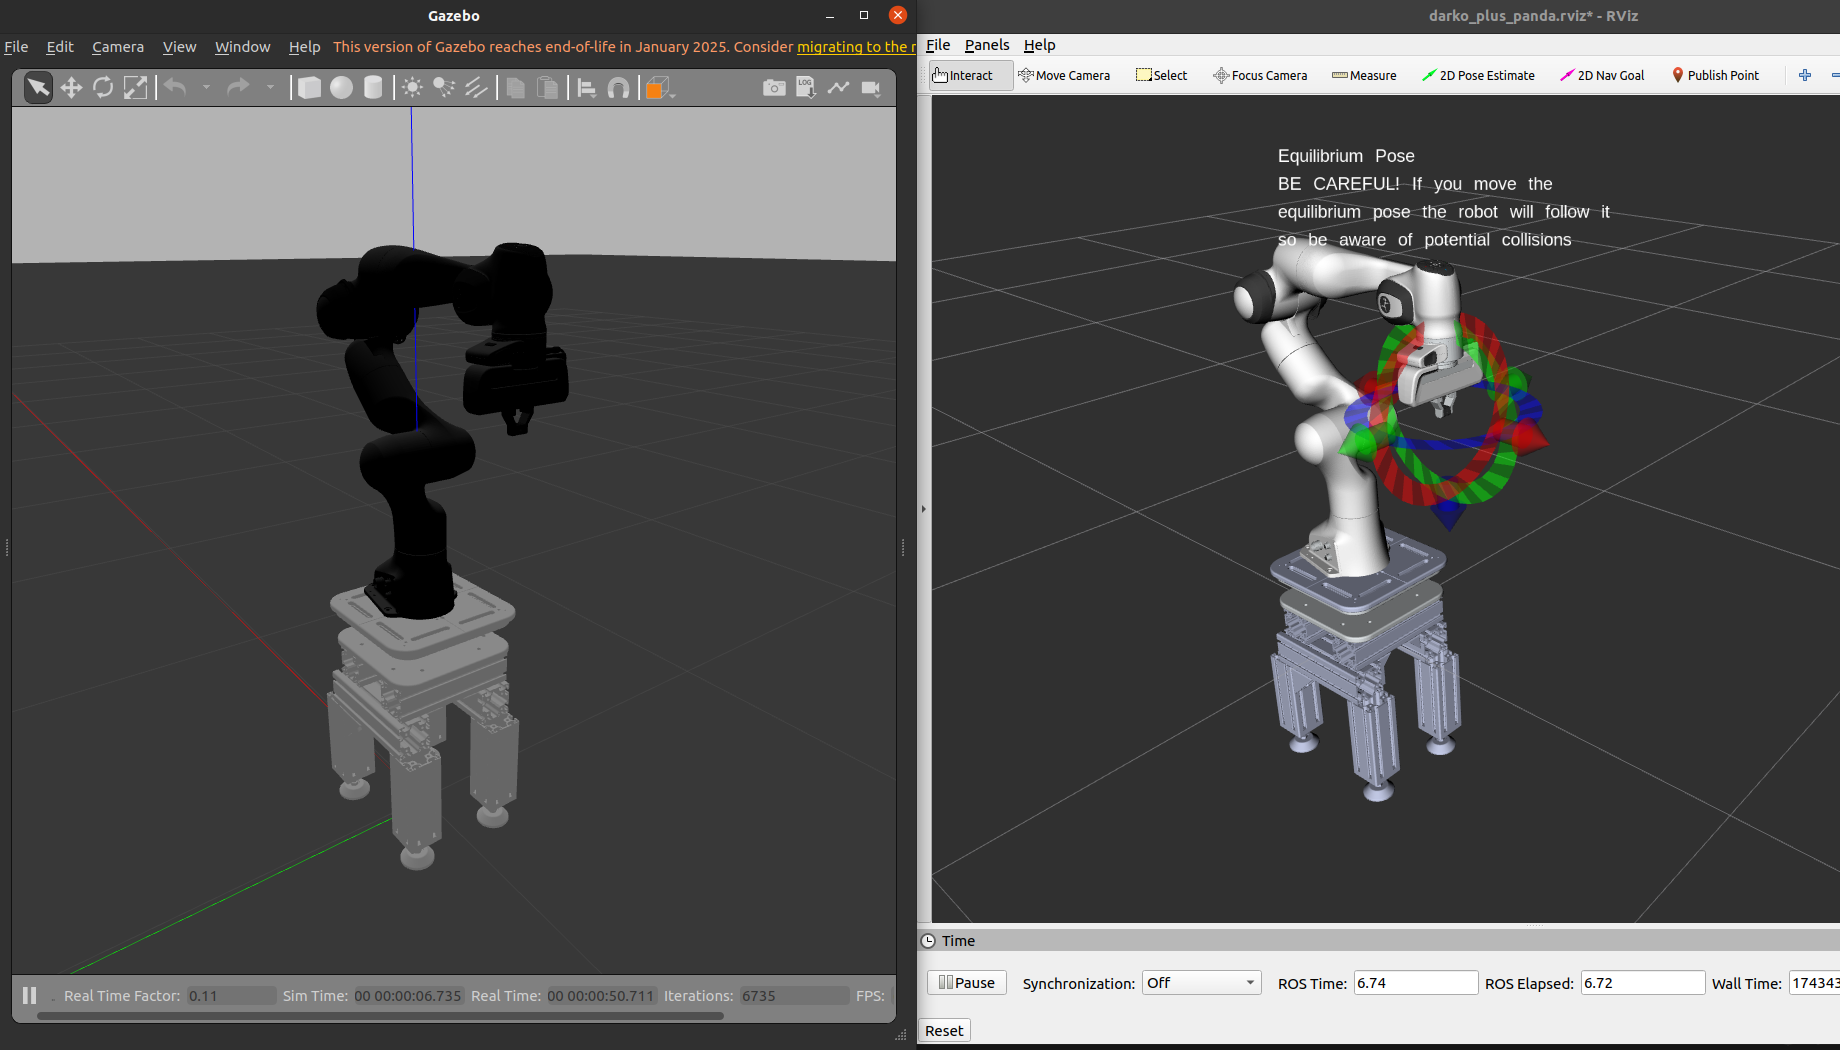 Gazebo
File Edit Camera View Window Help This version of Gazebo reaches end-of-life in January 2025. Consider migrating to the
LOG
Real Time Factor: 0.11 Sim Time: 00 00:00:06.735 Real Time: 00 00:00:50.711 Iterations: 6735 FPS:
darko_plus_panda.rviz* - RViz
File Panels Help
Interact Move Camera Select Focus Camera Measure 2D Pose Estimate 2D Nav Goal Publish Point
Equilibrium Pose
BE CAREFUL! If you move the
equilibrium pose the robot will follow it
so be aware of potential collisions
Time
Pause Synchronization: Off ROS Time: 6.74 ROS Elapsed: 6.72 Wall Time: 174343
Reset